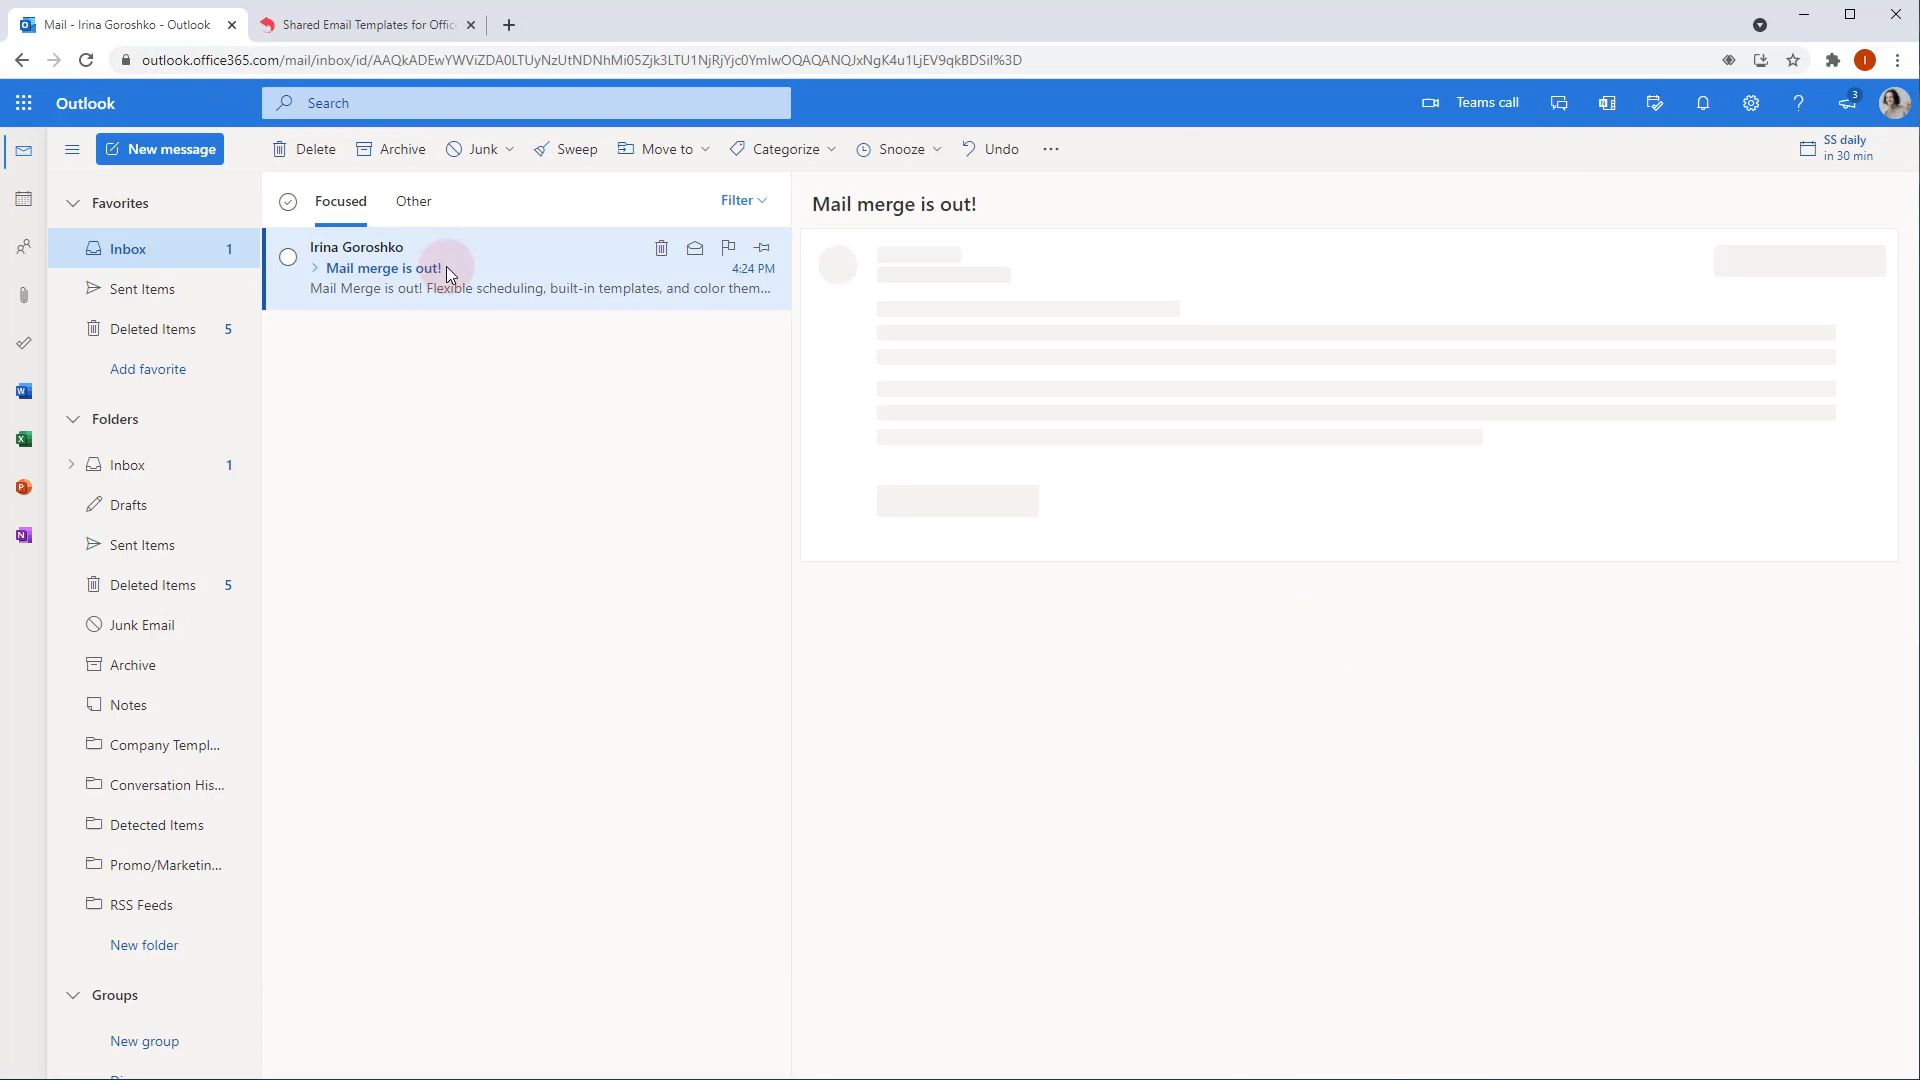 Mail - Irina Goroshko - Outlook
Shared Email Templates for Offic
outlook.office365.com/mail/inbox/id/AAQkADEwYWViZDA0LTUyNzUtNDNhMi05Zjk3LTU1NjRjYjc0YmIwOQAQANQJxNgK4u1LjEV9qkBDSiI%3D
I
Outlook
Search
Teams call
3
New message
Delete
Archive
Junk
Sweep
Move to
Categorize
Snooze
Undo
SS daily
in 30 min
Favorites
Inbox 1
Sent Items
Deleted Items 5
Add favorite
Folders
Inbox 1
Drafts
Sent Items
Deleted Items 5
Junk Email
Archive
Notes
Company Templ...
Conversation His...
Detected Items
Promo/Marketin...
RSS Feeds
New folder
Groups
New group
Focused
Other
Filter
Irina Goroshko
Mail merge is out!
4:24 PM
Mail Merge is out! Flexible scheduling, built-in templates, and color them...
Mail merge is out!